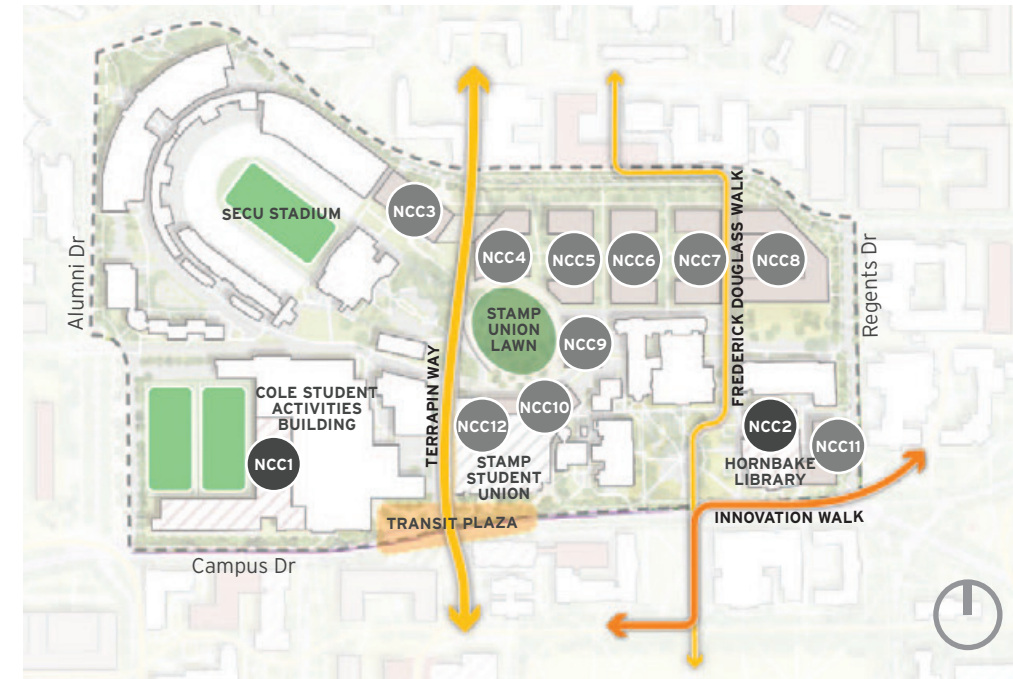 SECU STADIUM
NCC3
NCC4
NCC5
NCC6
NCC7
NCC8
FREDERICK DOUGLASS WALK
Alumni Dr
Regents Dr
STAMP
UNION
LAWN
NCC9
TERRAPIN WAY
COLE STUDENT
ACTIVITIES
BUILDING
NCC1
NCC10
NCC12
STAMP
STUDENT
UNION
NCC2
NCC11
HORNBAKE
LIBRARY
TRANSIT PLAZA
INNOVATION WALK
Campus Dr